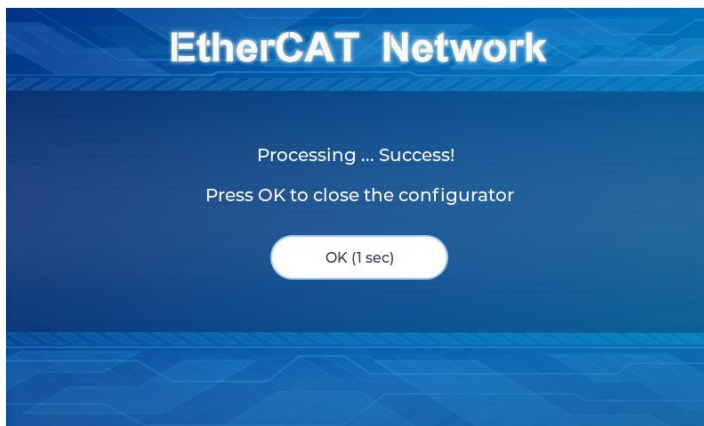 EtherCAT Network
Processing ... Success!
Press OK to close the configurator
OK (1 sec)